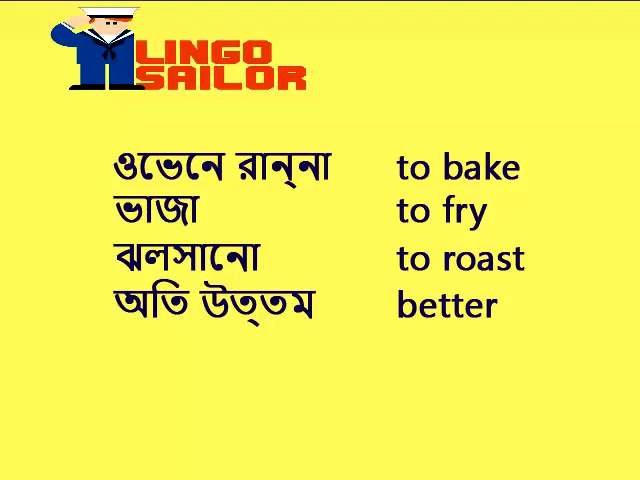 LINGO
SAILOR
ওভেনে রান্‌না to bake
ভাজা to fry
ঝলসানো to roast
অতি উত্‌তম better